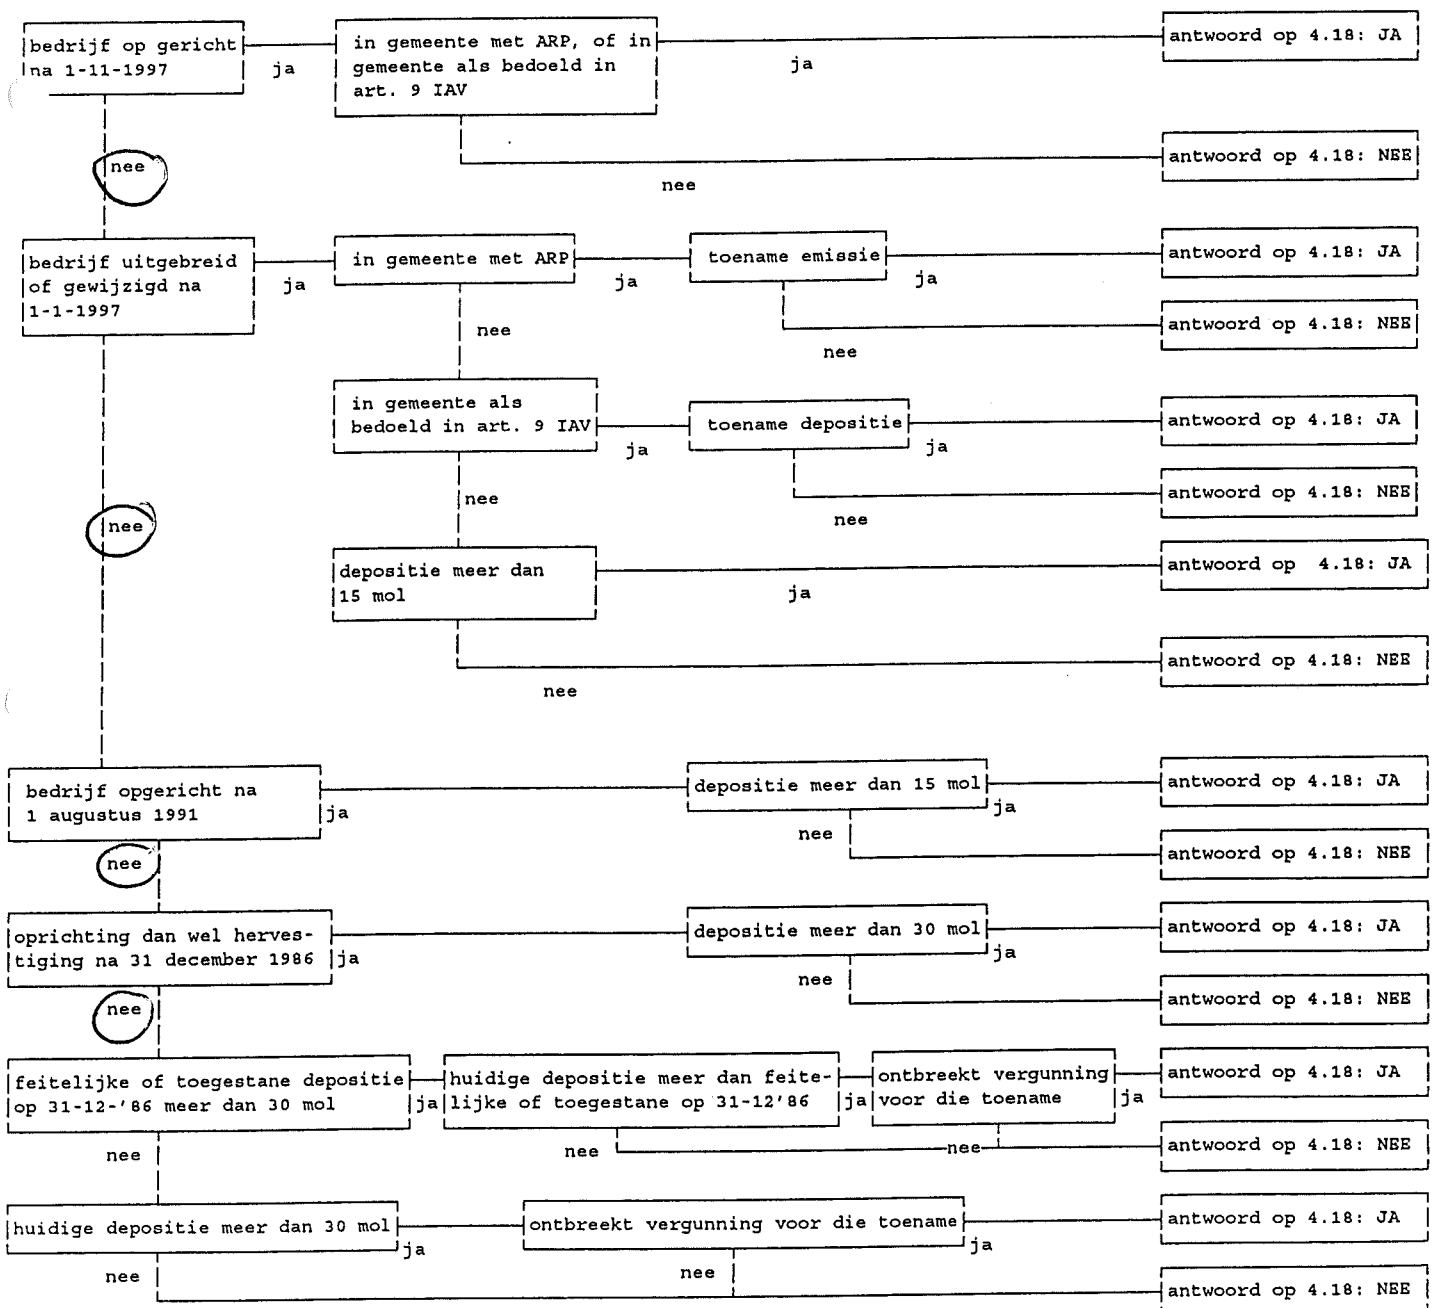 bedrijf op gericht
na 1-11-1997
ja
in gemeente met ARP, of in
gemeente als bedoeld in
art. 9 IAV
ja
antwoord op 4.18: JA
nee
nee
antwoord op 4.18: NEE
bedrijf uitgebreid
of gewijzigd na
1-1-1997
ja
in gemeente met ARP
ja
toename emissie
ja
antwoord op 4.18: JA
nee
nee
antwoord op 4.18: NEE
in gemeente als
bedoeld in art. 9 IAV
ja
toename depositie
ja
antwoord op 4.18: JA
nee
nee
nee
antwoord op 4.18: NEE
depositie meer dan
15 mol
ja
antwoord op 4.18: JA
nee
antwoord op 4.18: NEE
bedrijf opgericht na
1 augustus 1991
ja
depositie meer dan 15 mol
ja
antwoord op 4.18: JA
nee
nee
antwoord op 4.18: NEE
oprichting dan wel herves-
tiging na 31 december 1986
ja
depositie meer dan 30 mol
ja
antwoord op 4.18: JA
nee
nee
antwoord op 4.18: NEE
feitelijke of toegestane depositie
op 31-12-'86 meer dan 30 mol
ja
huidige depositie meer dan feite-
lijke of toegestane op 31-12'86
ja
ontbreekt vergunning
voor die toename
ja
antwoord op 4.18: JA
nee
nee
nee
antwoord op 4.18: NEE
huidige depositie meer dan 30 mol
ja
ontbreekt vergunning voor die toename
ja
antwoord op 4.18: JA
nee
nee
antwoord op 4.18: NEE